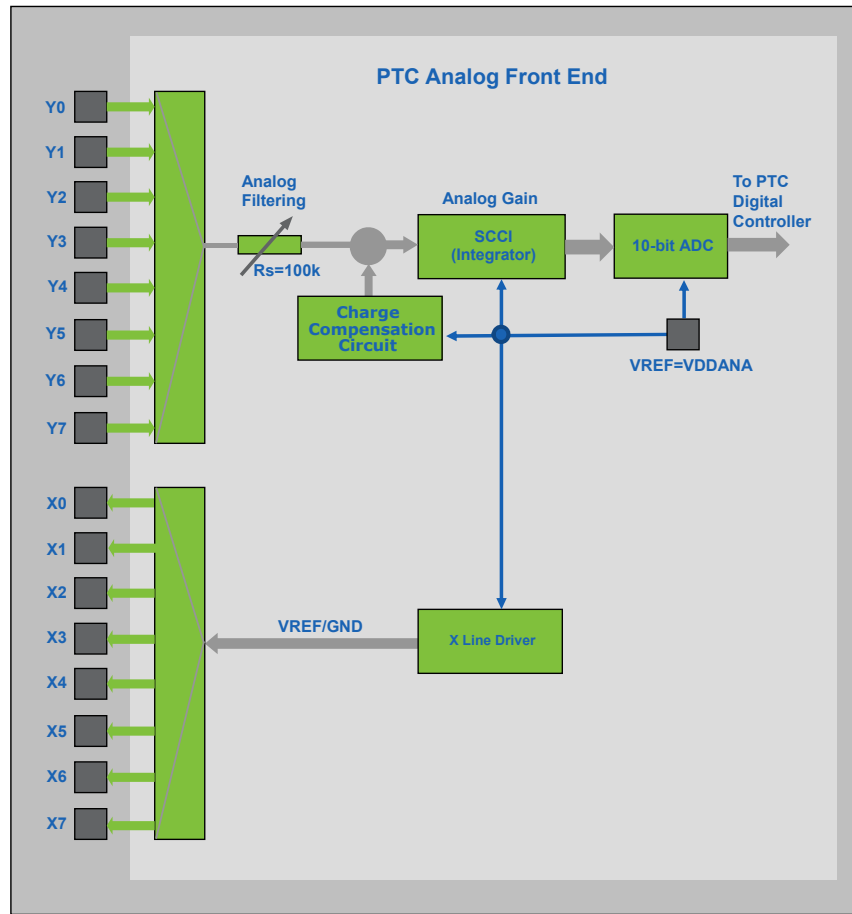 PTC Analog Front End
Y0
Y1
Y2
Y3
Y4
Y5
Y6
Y7
Analog
Filtering
Rs=100k
Analog Gain
SCCI
(Integrator)
10-bit ADC
To PTC
Digital
Controller
Charge
Compensation
Circuit
VREF=VDDANA
X0
X1
X2
X3
X4
X5
X6
X7
VREF/GND
X Line Driver